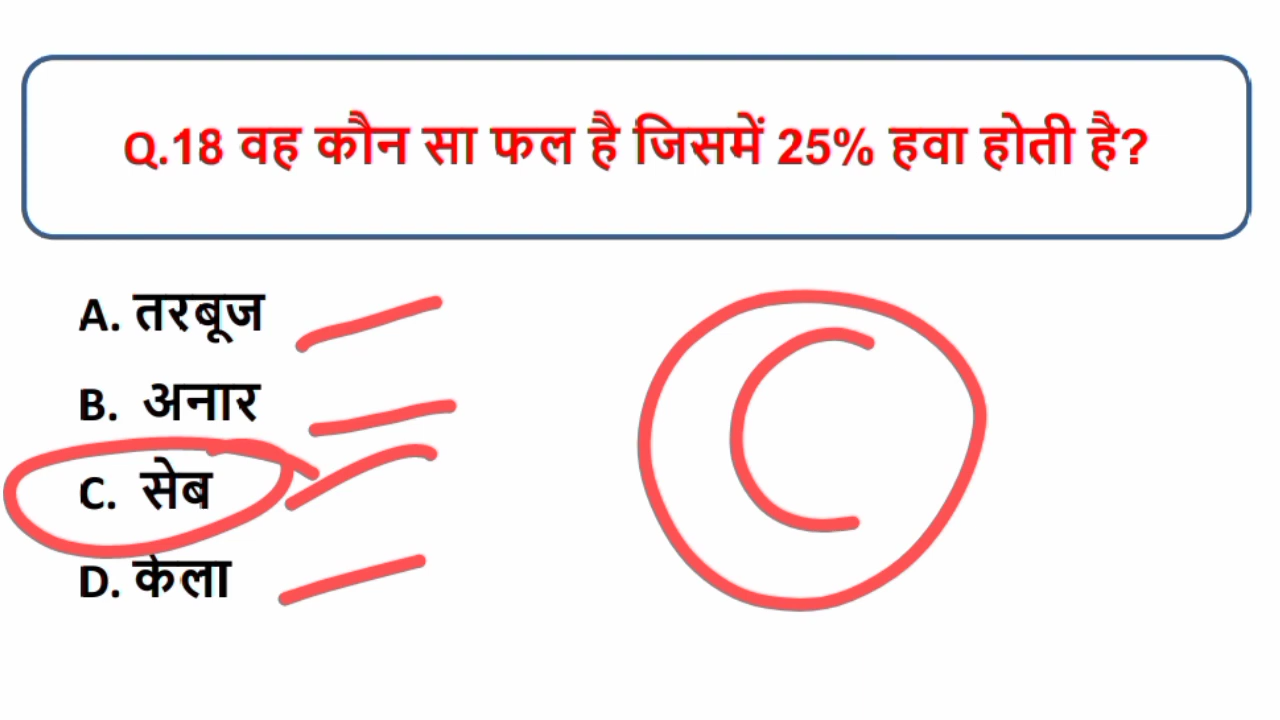 Q.18 वह कौन सा फल है जिसमें 25% हवा होती है?
A. तरबूज
B. अनार
C. सेब
D. केला
C